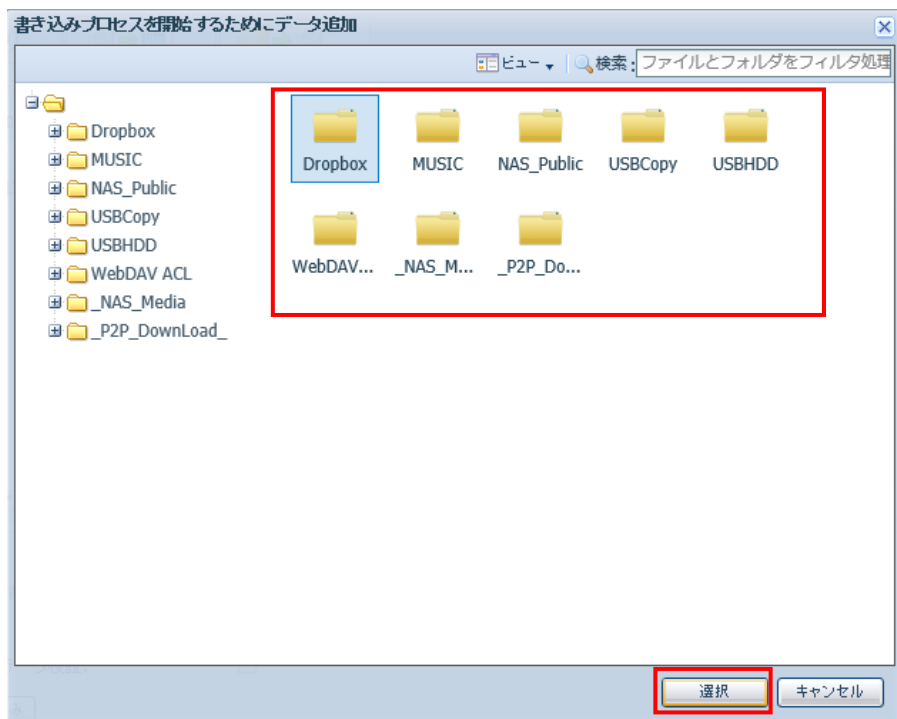 書き込みプロセスを開始するためにデータ追加
ビュー 検索: ファイルとフォルダをフィルタ処理
Dropbox
MUSIC
NAS_Public
USBCopy
USBHDD
WebDAV ACL
_NAS_Media
_P2P_DownLoad_
Dropbox MUSIC NAS_Public USBCopy USBHDD
WebDAV... _NAS_M... _P2P_Do...
選択 キャンセル